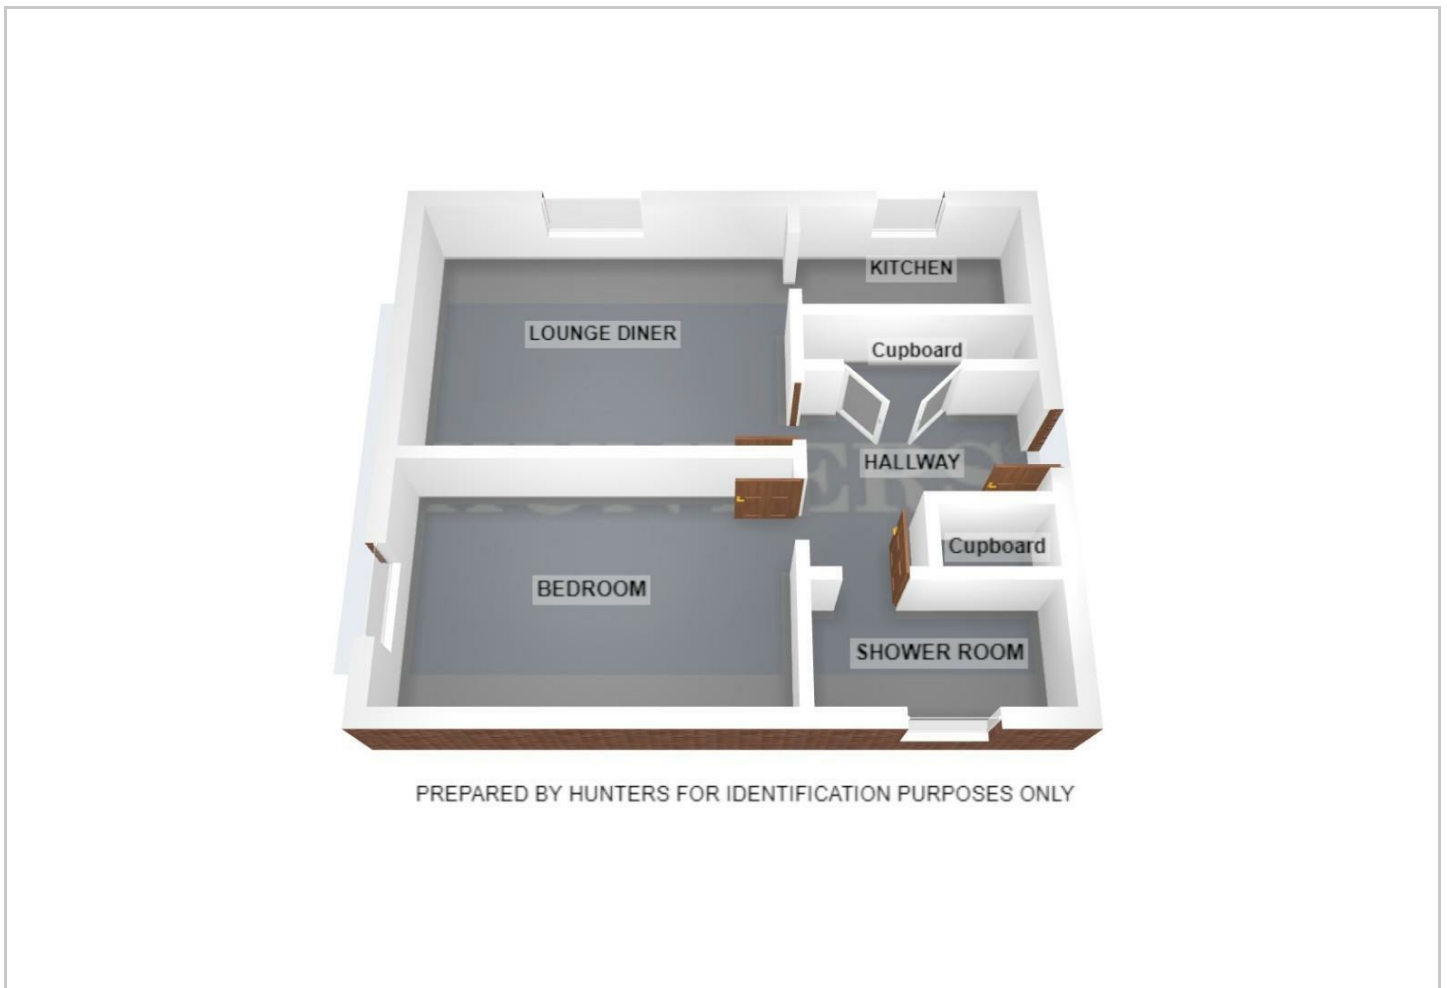 KITCHEN
LOUNGE DINER
Cupboard
HALLWAY
Cupboard
BEDROOM
SHOWER ROOM
PREPARED BY HUNTERS FOR IDENTIFICATION PURPOSES ONLY